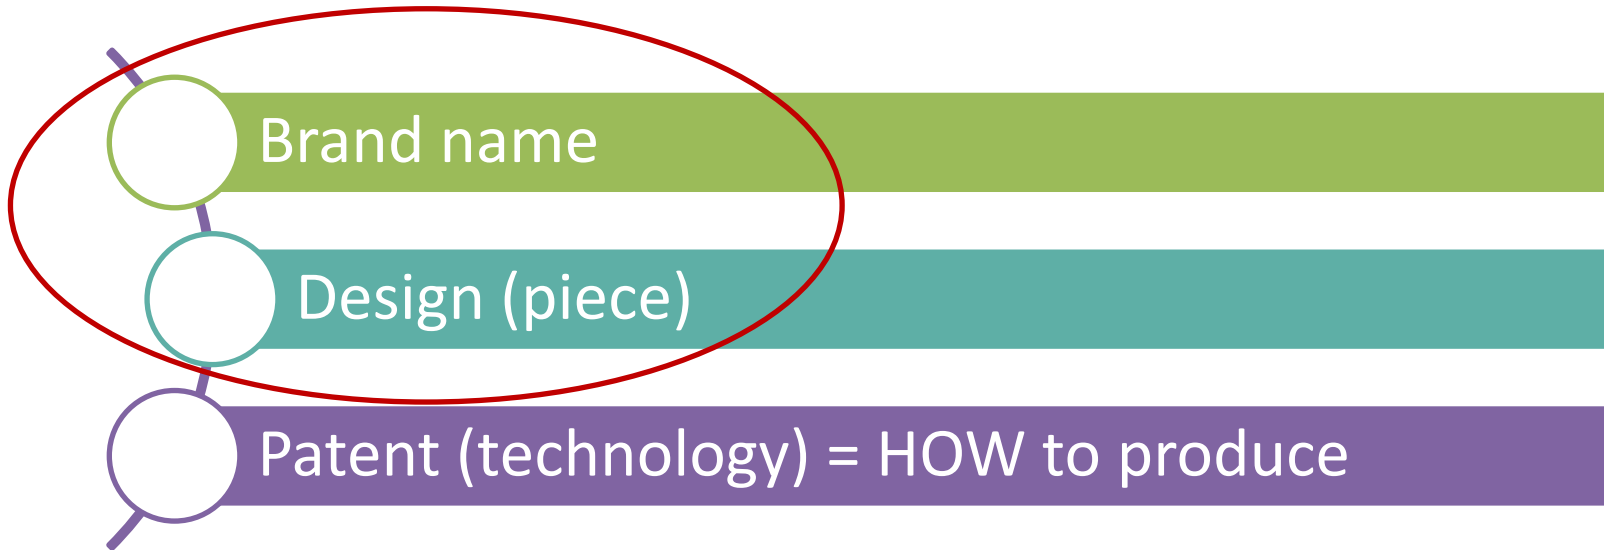 Brand name
Design (piece)
Patent (technology) = HOW to produce